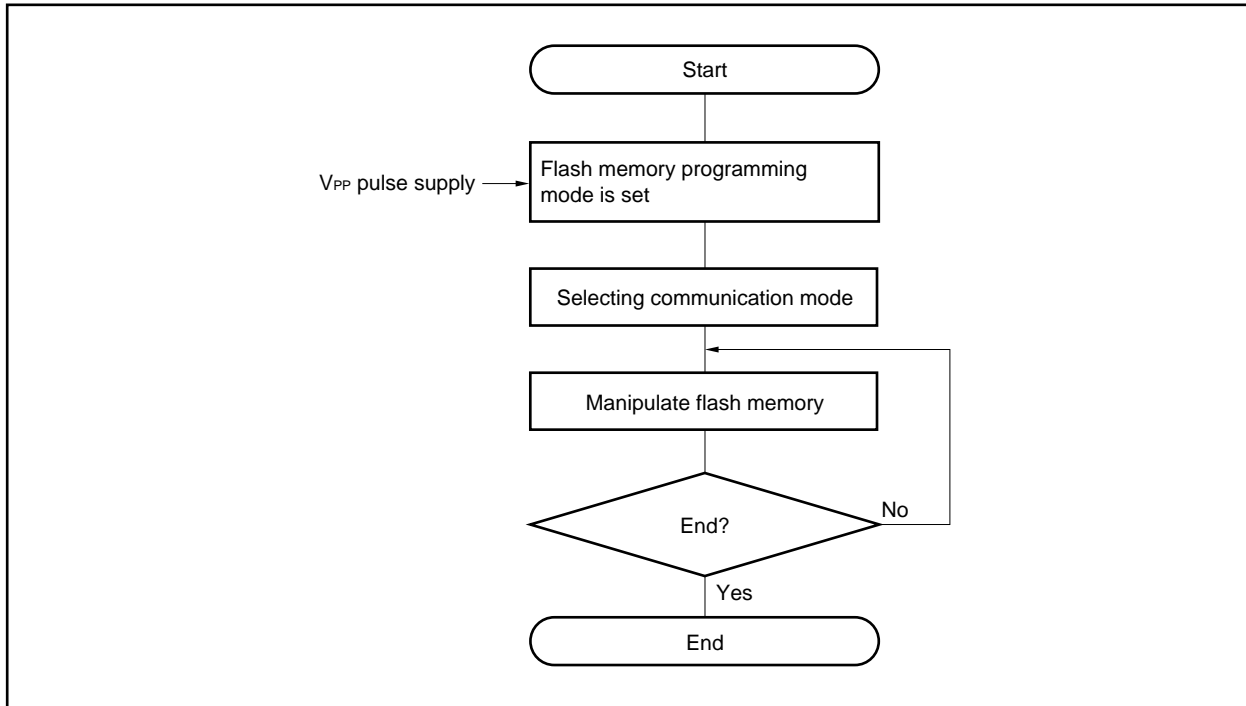 Start
VPP pulse supply
Flash memory programming
mode is set
Selecting communication mode
Manipulate flash memory
End?
No
Yes
End